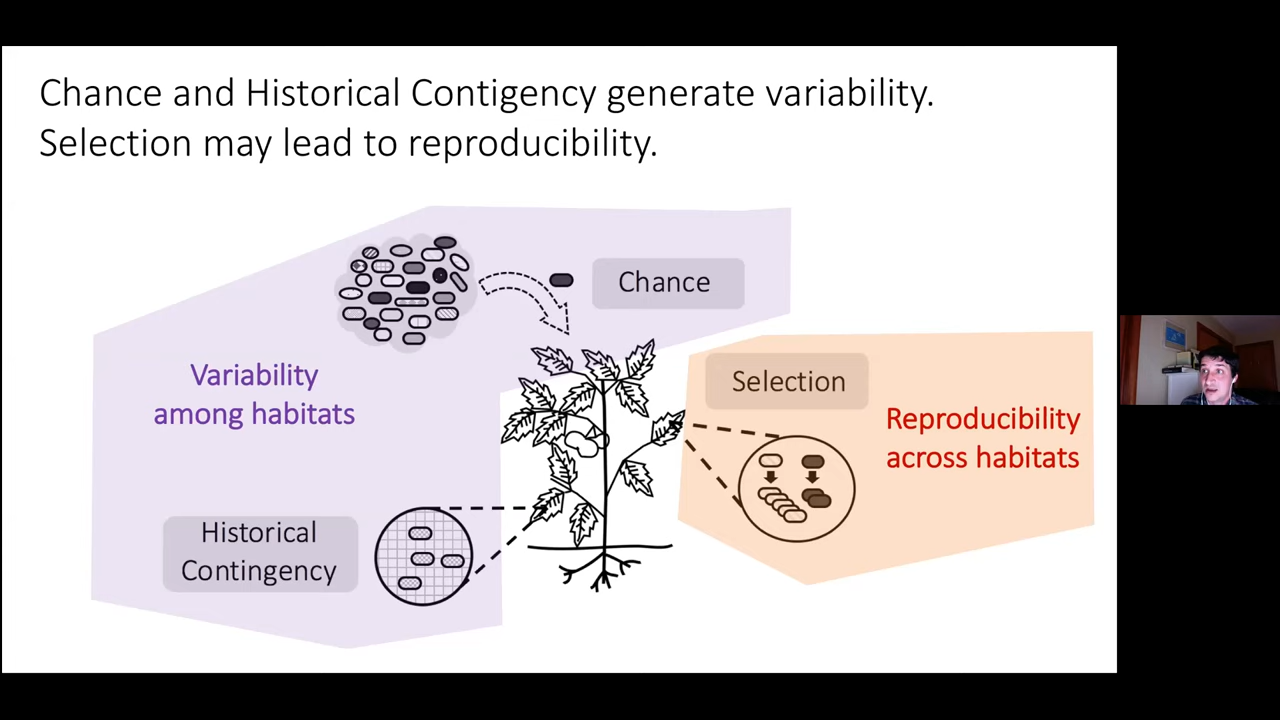 Chance and Historical Contigency generate variability.
Selection may lead to reproducibility.
Chance
Variability
among habitats
Selection
Reproducibility
across habitats
Historical
Contingency